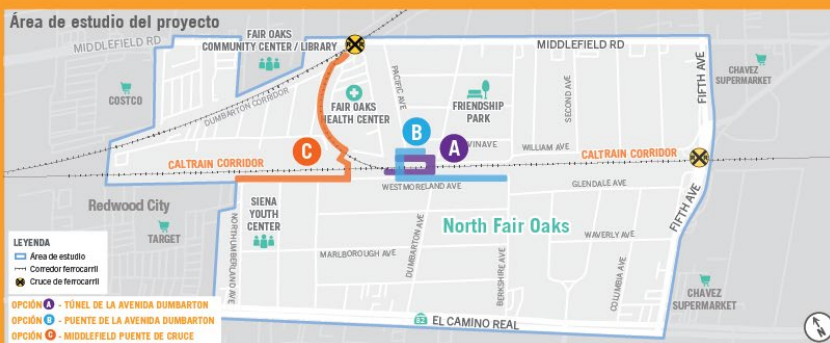 Área de estudio del proyecto
MIDDLEFIELD RD
FAIR OAKS
COMMUNITY CENTER / LIBRARY
MIDDLEFIELD RD
FIFTH AVE
CHAVEZ
SUPERMARKET
COSTCO
DUMBARTON CORRIDOR
PACIFIC AVE
FAIR OAKS
HEALTH CENTER
FRIENDSHIP
PARK
SECOND AVE
B
A
C
VINAVE
WILLIAM AVE
CALTRAIN CORRIDOR
CALTRAIN CORRIDOR
WESTMORELAND AVE
GLENDALE AVE
Redwood City
TARGET
NORTHUMBERLAND AVE
SIENA
YOUTH
CENTER
North Fair Oaks
FIFTH AVE
WAVERLY AVE
MARLBOROUGH AVE
DUMBARTON AVE
BERKSHIRE AVE
COLUMBIA AVE
CHAVEZ
SUPERMARKET
82 EL CAMINO REAL
N
LEYENDA
Área de estudio
Corredor ferrocarril
Cruce de ferrocarril
OPCIÓN A - TÚNEL DE LA AVENIDA DUMBARTON
OPCIÓN B - PUENTE DE LA AVENIDA DUMBARTON
OPCIÓN C - MIDDLEFIELD PUENTE DE CRUCE